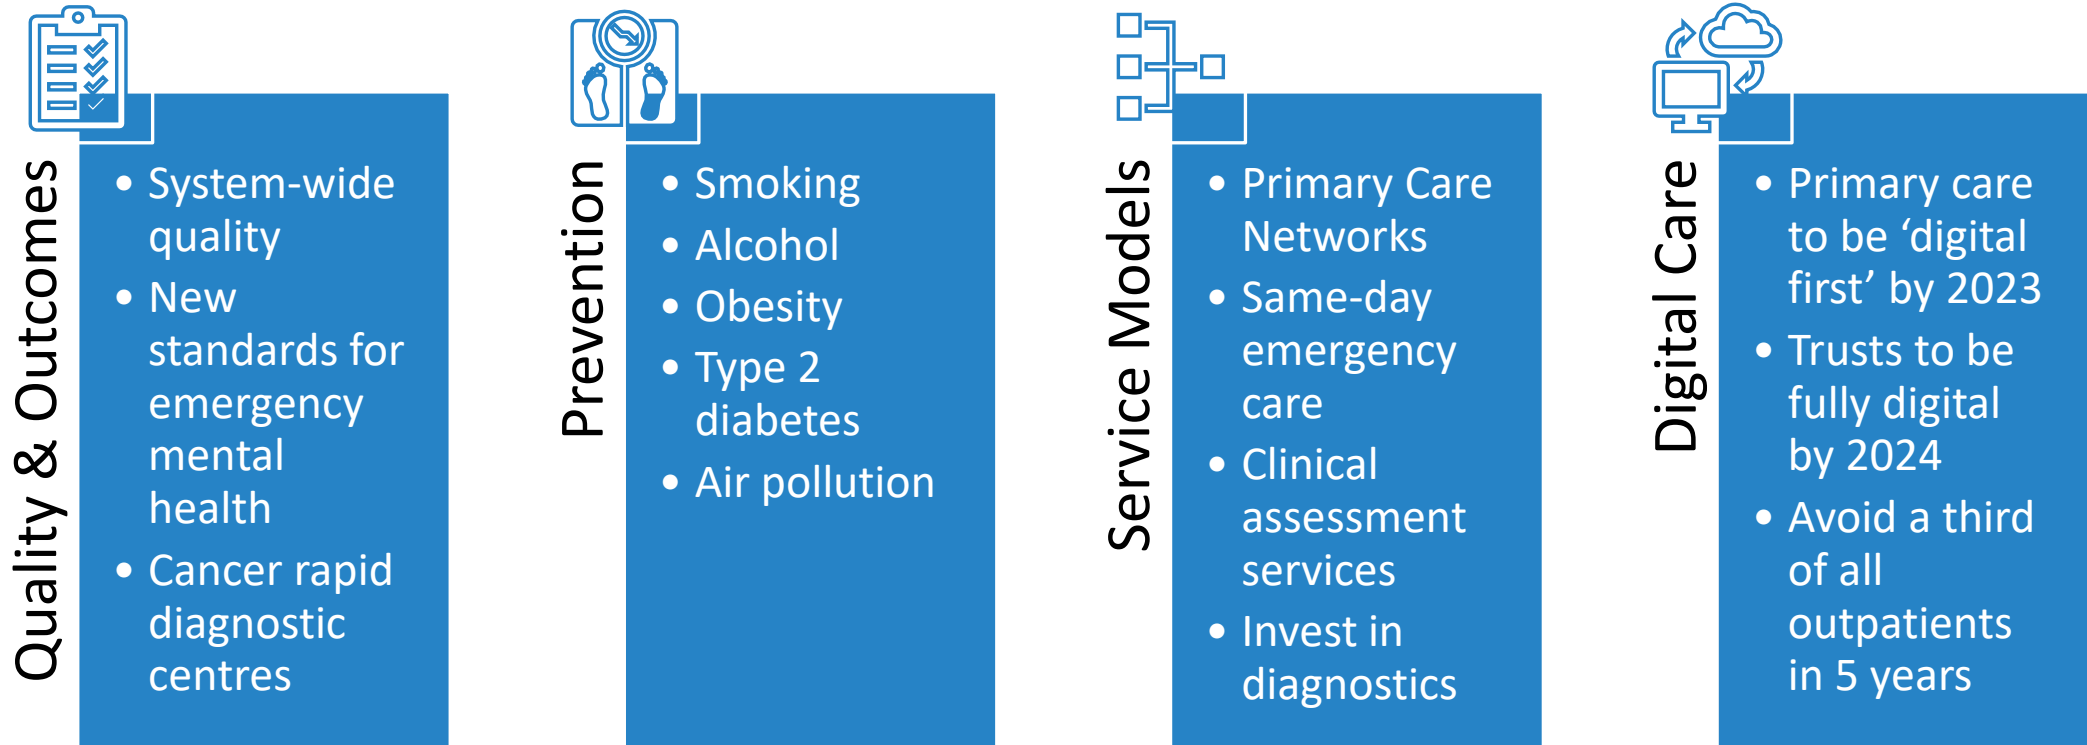 Quality & Outcomes
• System-wide
quality
• New
standards for
emergency
mental
health
• Cancer rapid
diagnostic
centres
Prevention
• Smoking
• Alcohol
• Obesity
• Type 2
diabetes
• Air pollution
Service Models
• Primary Care
Networks
• Same-day
emergency
care
• Clinical
assessment
services
• Invest in
diagnostics
Digital Care
• Primary care
to be ‘digital
first’ by 2023
• Trusts to be
fully digital
by 2024
• Avoid a third
of all
outpatients
in 5 years